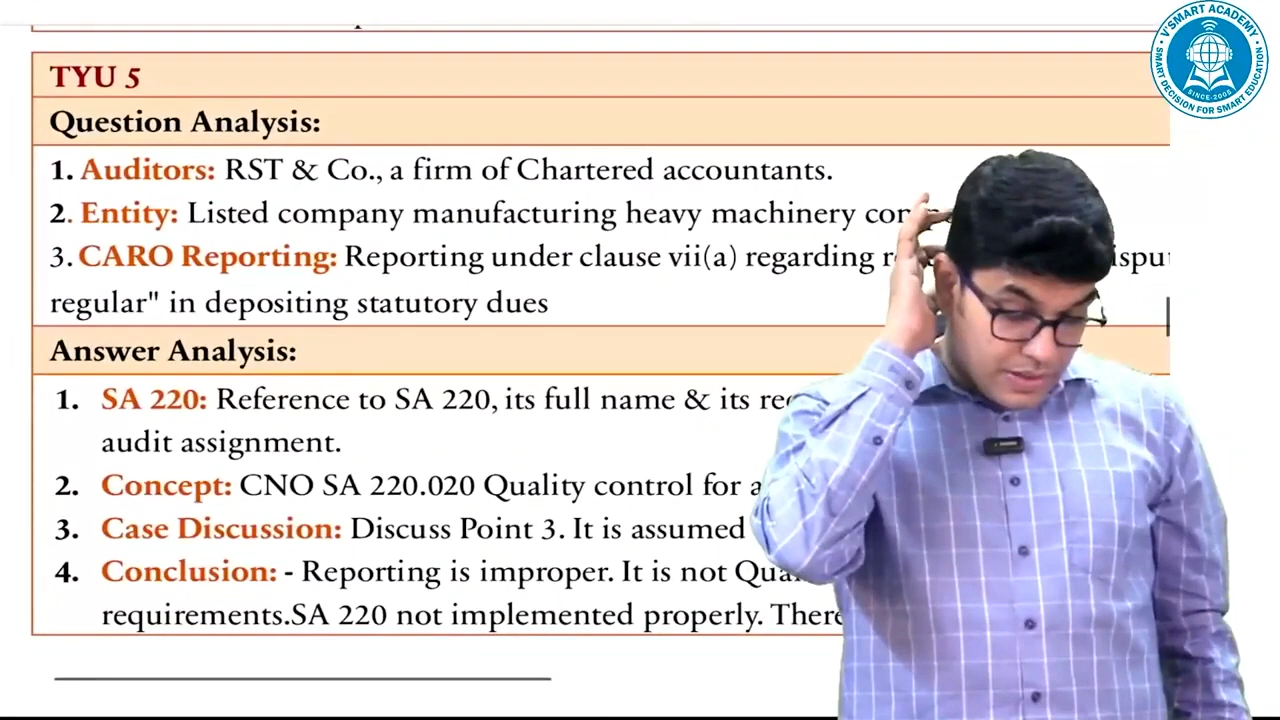 TYU 5
Question Analysis:
1. Auditors: RST & Co., a firm of Chartered accountants.
2. Entity: Listed company manufacturing heavy machinery
3. CARO Reporting: Reporting under clause vii(a) regarding
regular" in depositing statutory dues
Answer Analysis:
1. SA 220: Reference to SA 220, its full name & its
audit assignment.
2. Concept: CNO SA 220.020 Quality control for
3. Case Discussion: Discuss Point 3. It is assumed
4. Conclusion: - Reporting is improper. It is not
requirements.SA 220 not implemented properly.
V'SMART ACADEMY
SINCE-2005
SMART DECISION FOR SMART EDUCATION